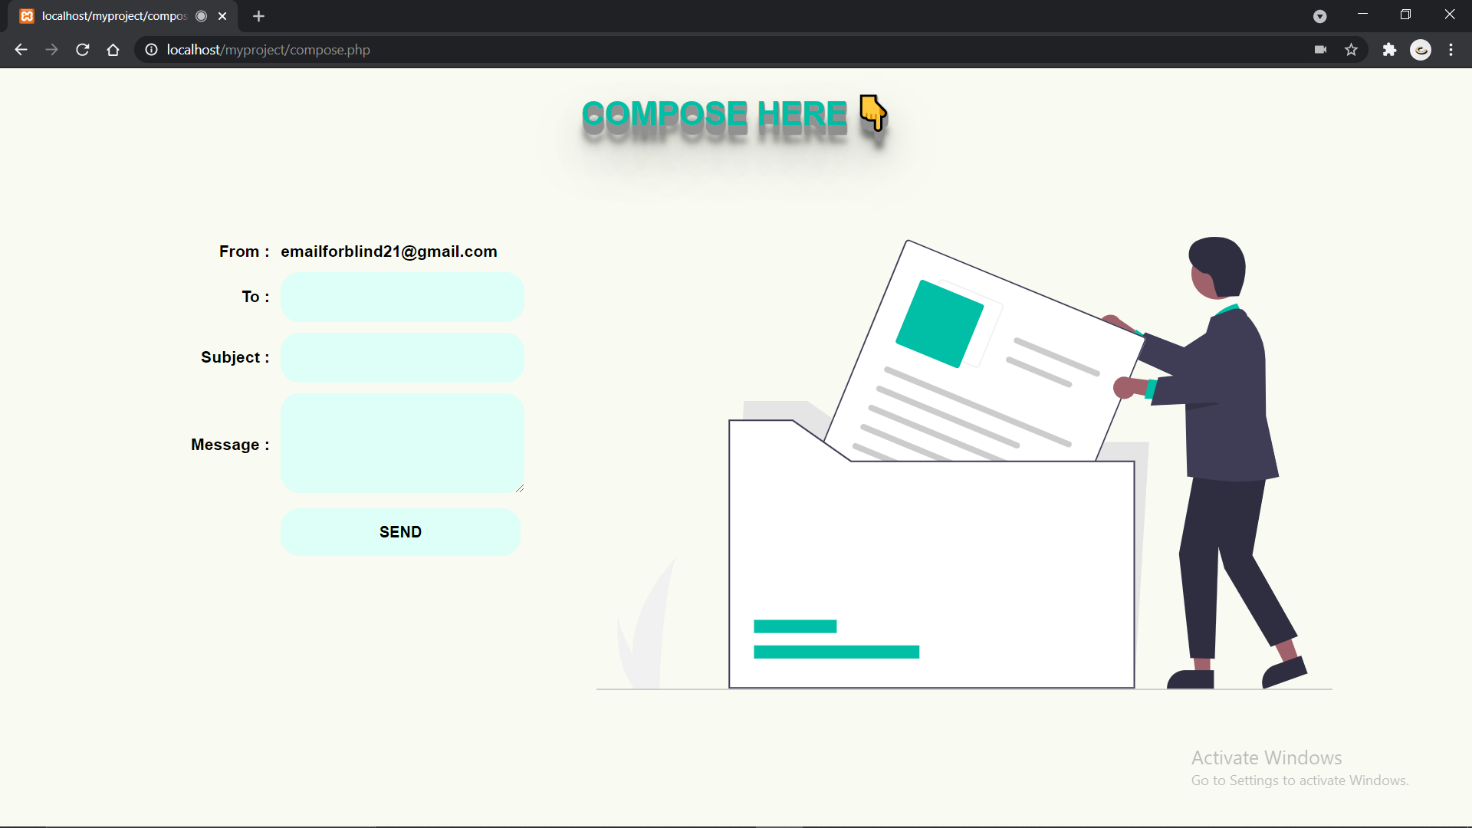 localhost/myproject/compos
localhost/myproject/compose.php
COMPOSE HERE 👇
From : emailforblind21@gmail.com
To :
Subject :
Message :
SEND
Activate Windows
Go to Settings to activate Windows.